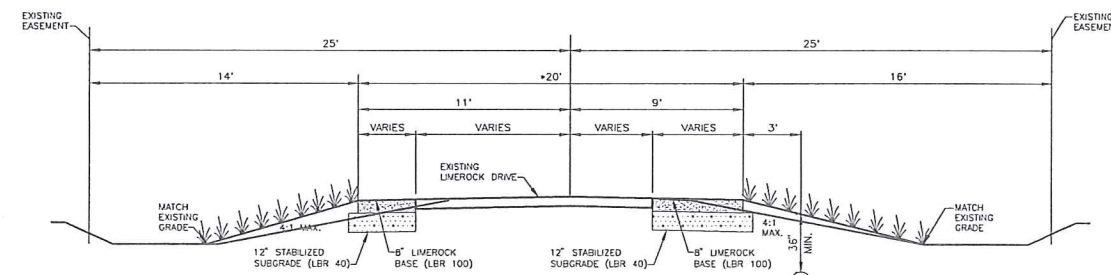 EXISTING
EASEMENT
EXISTING
EASEMENT
25'
25'
14'
*20'
16'
11'
9'
VARIES
VARIES
VARIES
VARIES
3'
EXISTING
LIMEROCK DRIVE
MATCH
EXISTING
GRADE
4:1 MAX.
12" STABILIZED
SUBGRADE (LBR 40)
8" LIMEROCK
BASE (LBR 100)
12" STABILIZED
SUBGRADE (LBR 40)
8" LIMEROCK
BASE (LBR 100)
4:1
MAX.
36"
MIN.
MATCH
EXISTING
GRADE